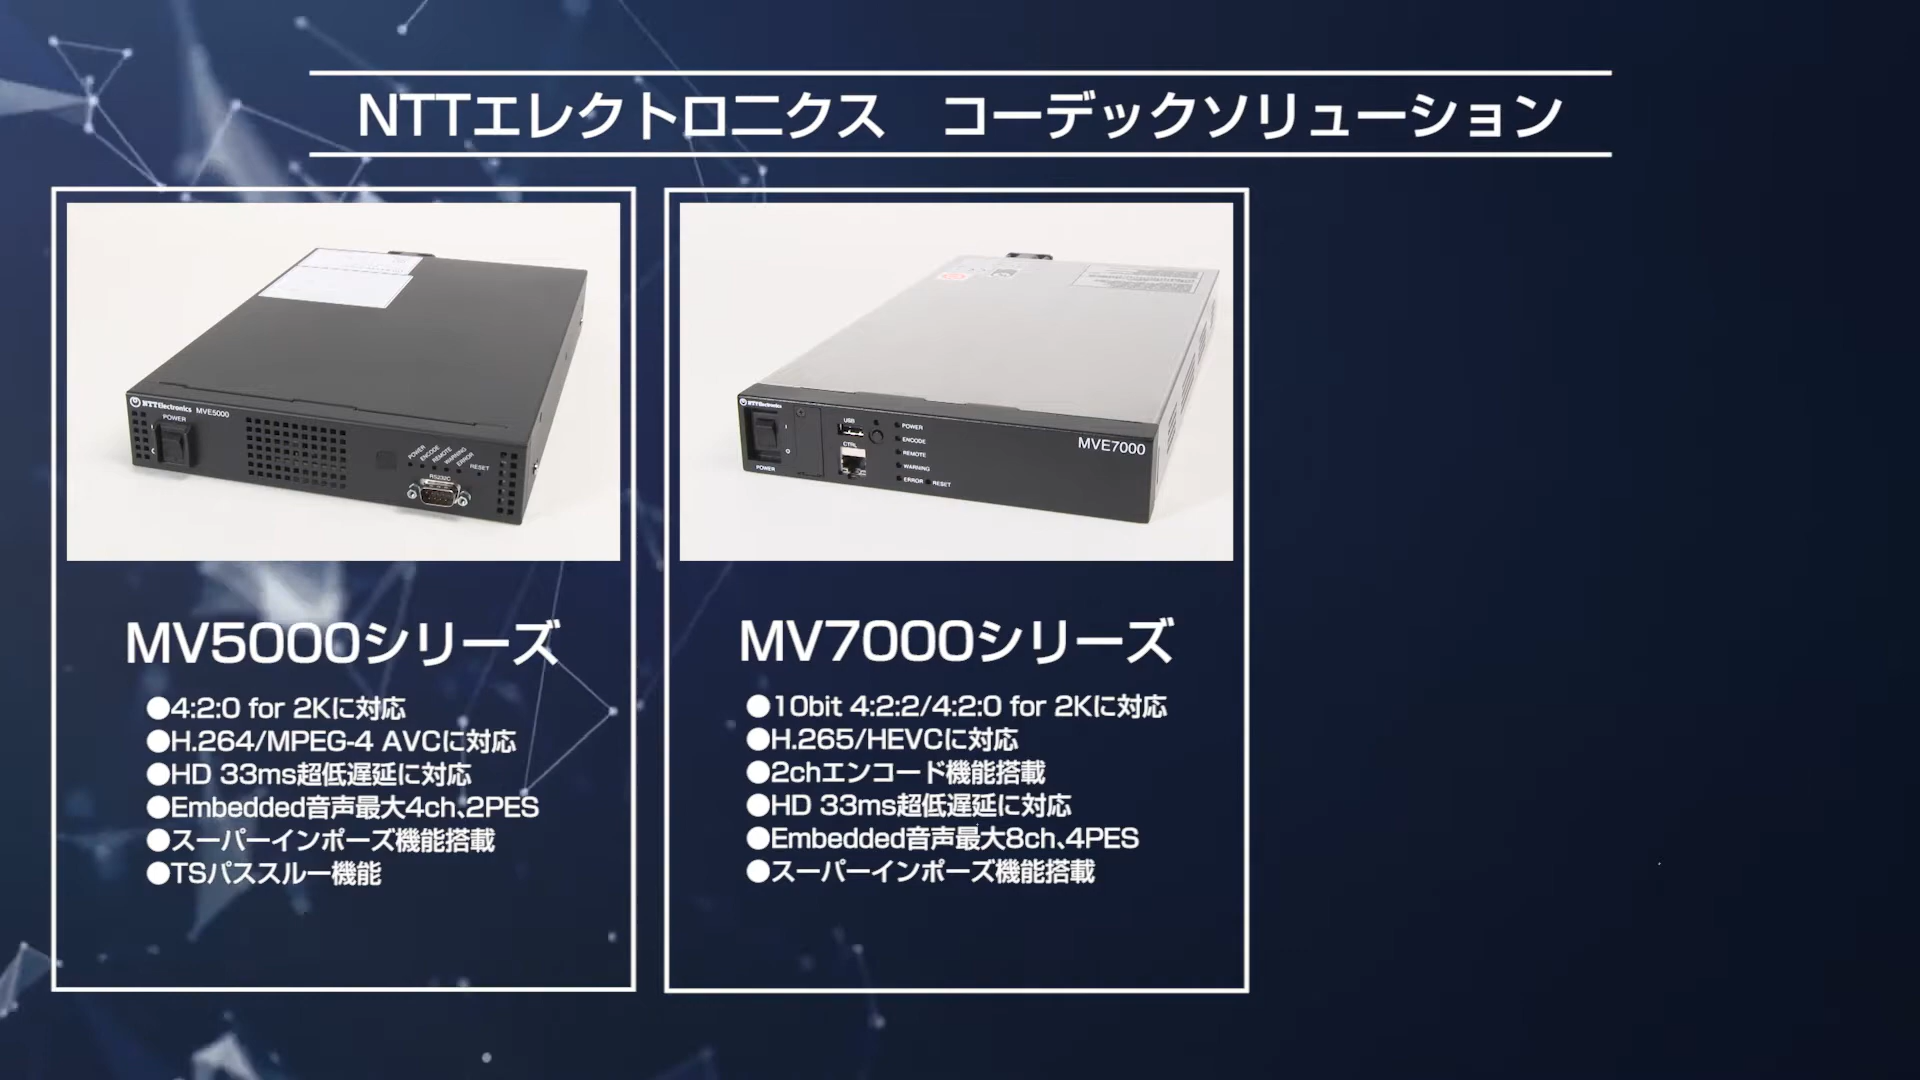 NTTエレクトロニクス　コーデックソリューション
NTTElectronics MVE5000
POWER
POWER
ENCODE
REMOTE
WARNING
ERROR
RESET
RS232C
MV5000シリーズ
●4:2:0 for 2Kに対応
●H.264/MPEG-4 AVCに対応
●HD 33ms超低遅延に対応
●Embedded音声最大4ch、2PES
●スーパーインポーズ機能搭載
●TSパススルー機能
NTTElectronics
USB
CTRL
POWER
POWER
ENCODE
REMOTE
WARNING
ERROR RESET
MVE7000
MV7000シリーズ
●10bit 4:2:2/4:2:0 for 2Kに対応
●H.265/HEVCに対応
●2chエンコード機能搭載
●HD 33ms超低遅延に対応
●Embedded音声最大8ch、4PES
●スーパーインポーズ機能搭載